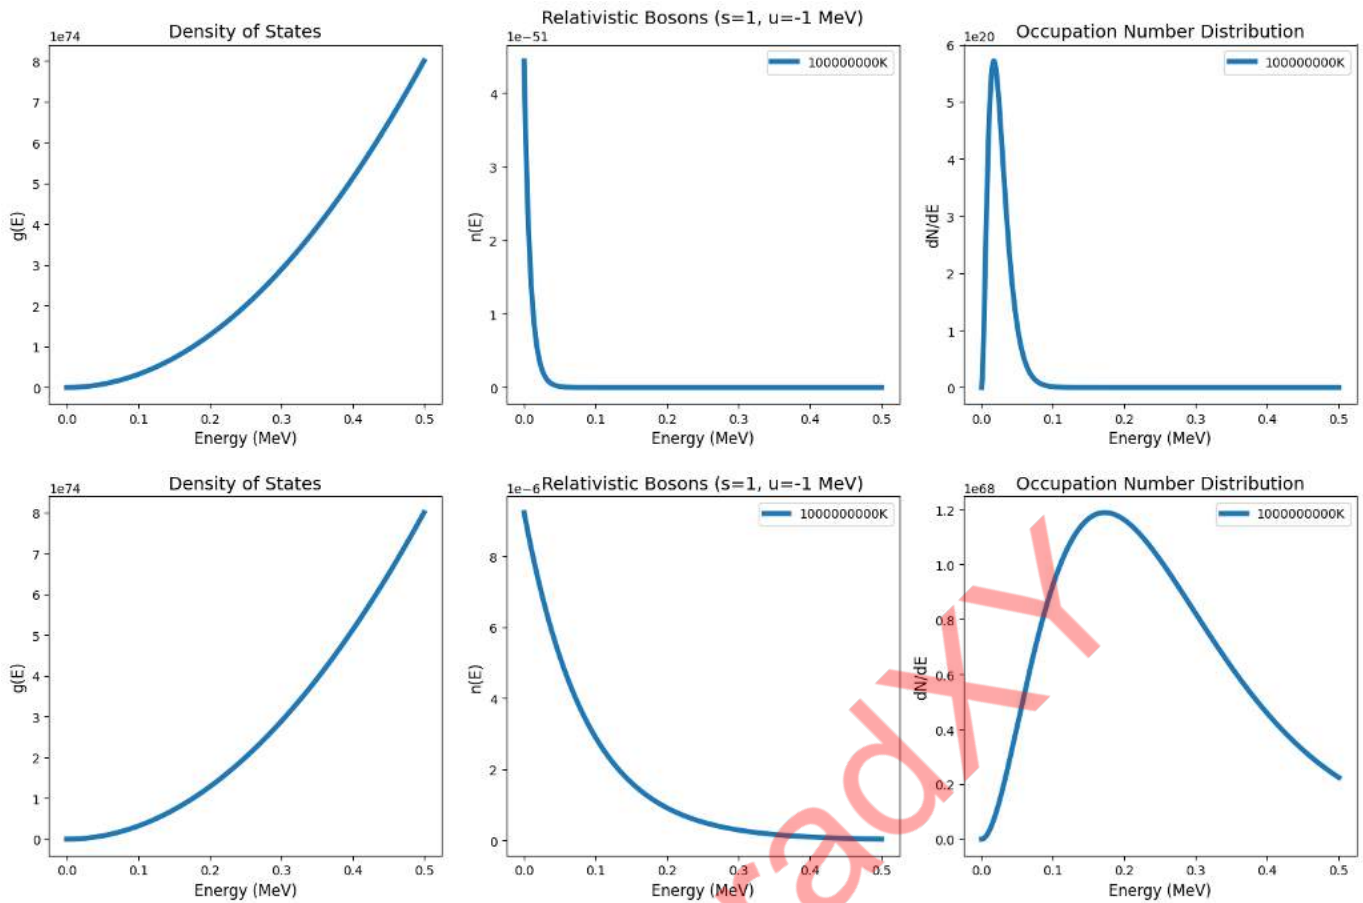 Density of States
1e74
g(E)
8
7
6
5
4
3
2
1
0
0.0 0.1 0.2 0.3 0.4 0.5
Energy (MeV)
Relativistic Bosons (s=1, u=-1 MeV)
1e−51
100000000K
n(E)
4
3
2
1
0
0.0 0.1 0.2 0.3 0.4 0.5
Energy (MeV)
Occupation Number Distribution
1e20
100000000K
dN/dE
6
5
4
3
2
1
0
0.0 0.1 0.2 0.3 0.4 0.5
Energy (MeV)
Density of States
1e74
g(E)
8
7
6
5
4
3
2
1
0
0.0 0.1 0.2 0.3 0.4 0.5
Energy (MeV)
Relativistic Bosons (s=1, u=-1 MeV)
1e−6
1000000000K
n(E)
8
6
4
2
0
0.0 0.1 0.2 0.3 0.4 0.5
Energy (MeV)
Occupation Number Distribution
1e68
1000000000K
dN/dE
1.2
1.0
0.8
0.6
0.4
0.2
0.0
0.0 0.1 0.2 0.3 0.4 0.5
Energy (MeV)